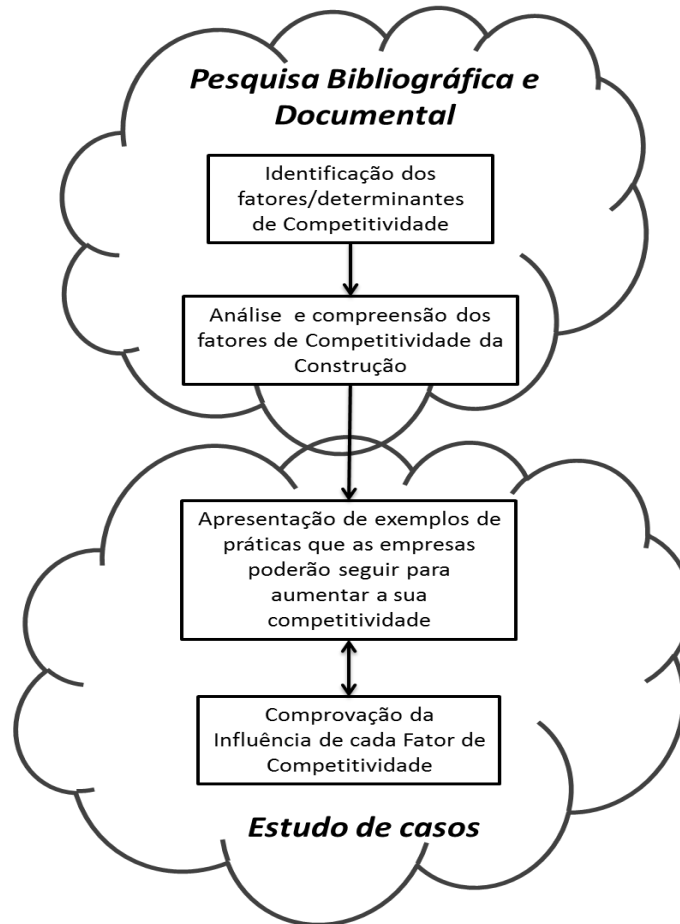 Pesquisa Bibliográfica e
Documental
Identificação dos
fatores/determinantes
de Competitividade
Análise e compreensão dos
fatores de Competitividade da
Construção
Apresentação de exemplos de
práticas que as empresas
poderão seguir para
aumentar a sua
competitividade
Comprovação da
Influência de cada Fator de
Competitividade
Estudo de casos